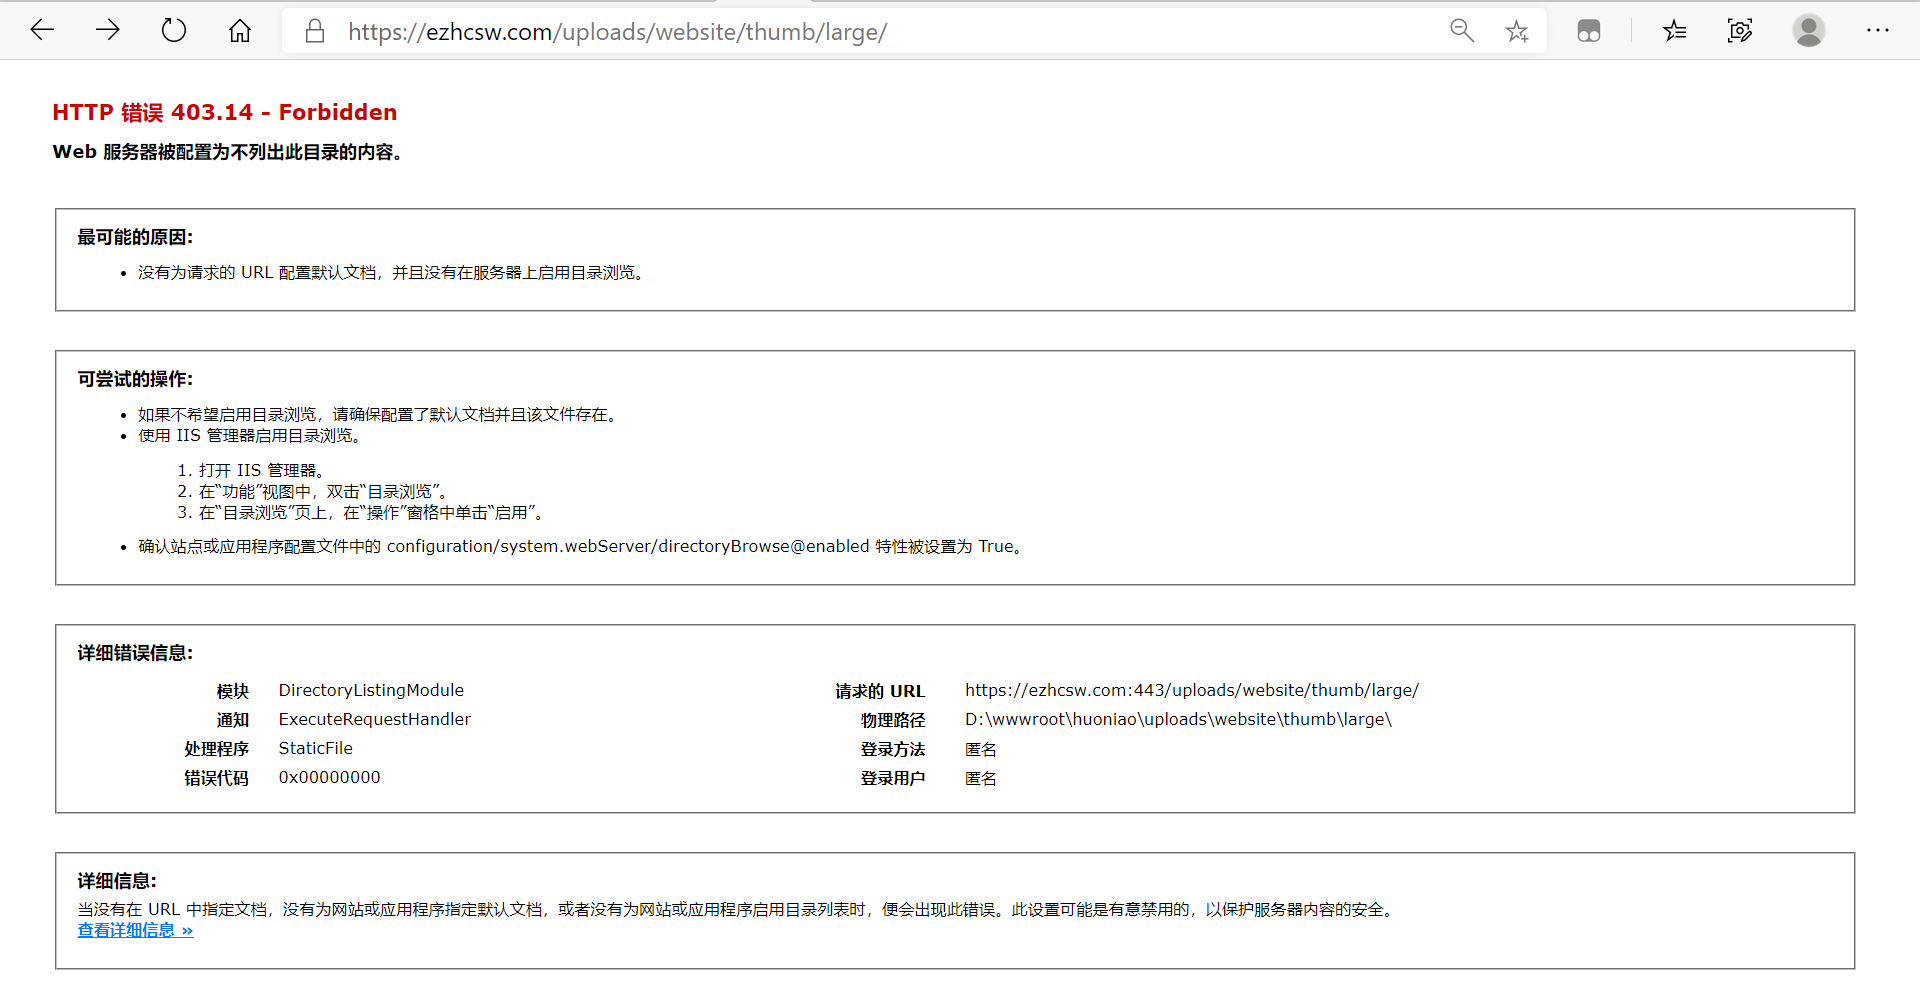 https://ezhcsw.com/uploads/website/thumb/large/
HTTP 错误 403.14 - Forbidden
Web 服务器被配置为不列出此目录的内容。
最可能的原因:
• 没有为请求的 URL 配置默认文档，并且没有在服务器上启用目录浏览。
可尝试的操作:
• 如果不希望启用目录浏览，请确保配置了默认文档并且该文件存在。
• 使用 IIS 管理器启用目录浏览。
1. 打开 IIS 管理器。
2. 在“功能”视图中，双击“目录浏览”。
3. 在“目录浏览”页上，在“操作”窗格中单击“启用”。
• 确认站点或应用程序配置文件中的 configuration/system.webServer/directoryBrowse@enabled 特性被设置为 True。
详细错误信息:
模块 DirectoryListingModule
通知 ExecuteRequestHandler
处理程序 StaticFile
错误代码 0x00000000
请求的 URL https://ezhcsw.com:443/uploads/website/thumb/large/
物理路径 D:\wwwroot\huoniao\uploads\website\thumb\large\
登录方法 匿名
登录用户 匿名
详细信息:
当没有在 URL 中指定文档，没有为网站或应用程序指定默认文档，或者没有为网站或应用程序启用目录列表时，便会出现此错误。此设置可能是有意禁用的，以保护服务器内容的安全。
查看详细信息 »